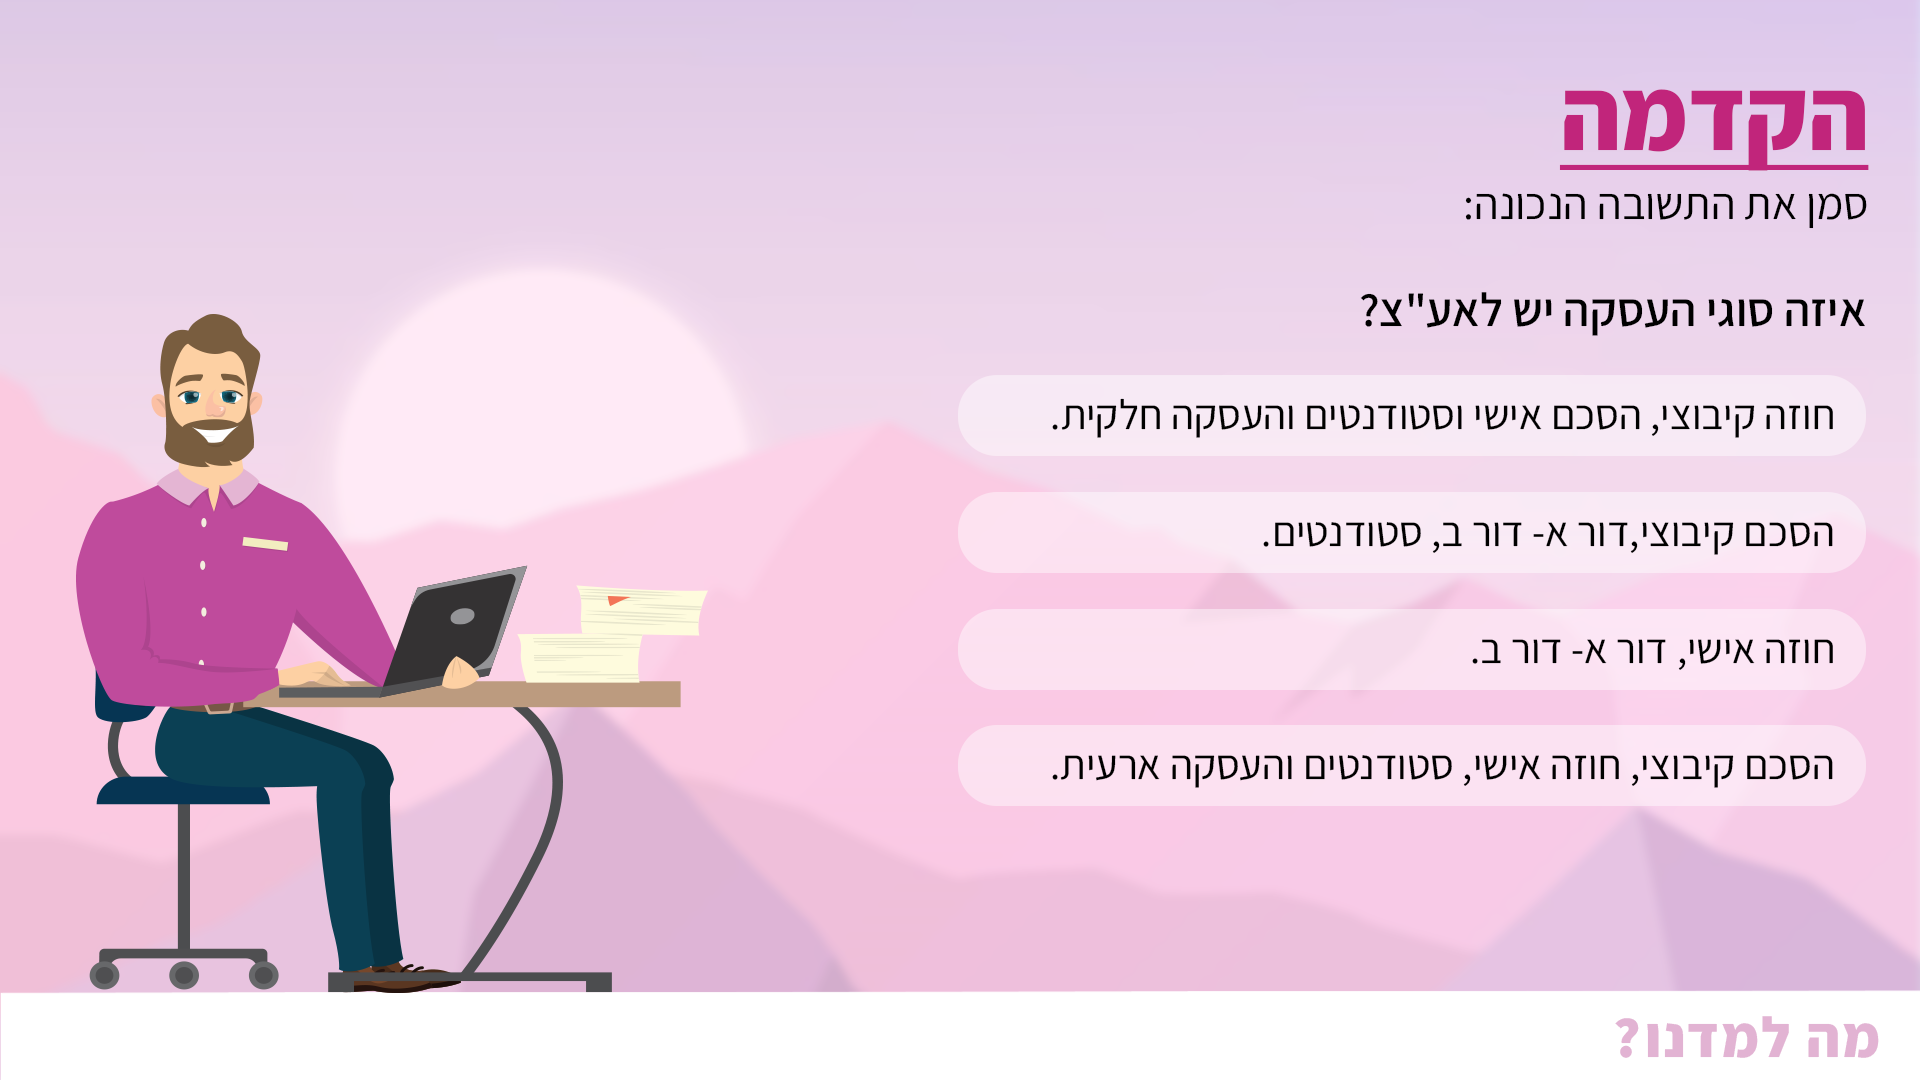 הקדמה
סמן את התשובה הנכונה:
איזה סוגי העסקה יש לאע"צ?
חוזה קיבוצי, הסכם אישי וסטודנטים והעסקה חלקית.
הסכם קיבוצי,דור א- דור ב, סטודנטים.
חוזה אישי, דור א- דור ב.
הסכם קיבוצי, חוזה אישי, סטודנטים והעסקה ארעית.
מה למדנו?